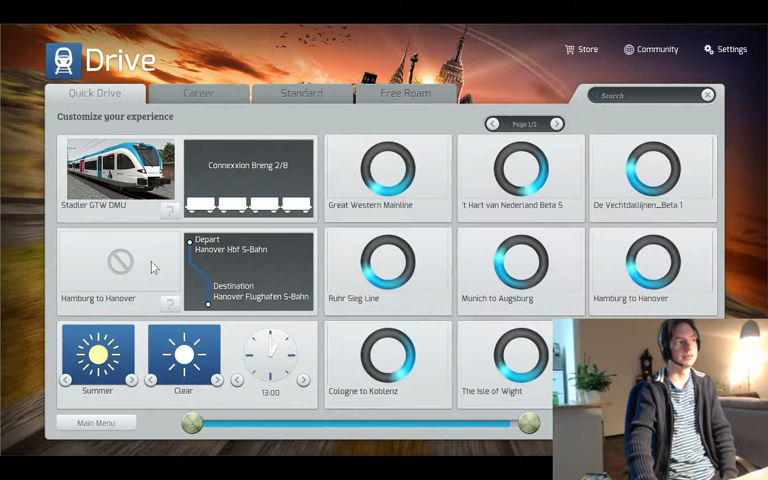 Drive
Store
Community
Settings
Quick Drive
Career
Standard
Free Roam
Search
Customize your experience
Page 1/2
Stadler GTW DMU
?
Connexxion Breng 2/8
Great Western Mainline
't Hart van Nederland Beta 5
De Vechtdallijnen_Beta 1
Hamburg to Hanover
?
Depart
Hanover Hbf S-Bahn
Destination
Hanover Flughafen S-Bahn
Ruhr Sieg Line
Munich to Augsburg
Hamburg to Hanover
Summer
Clear
13:00
Cologne to Koblenz
The Isle of Wight
Main Menu